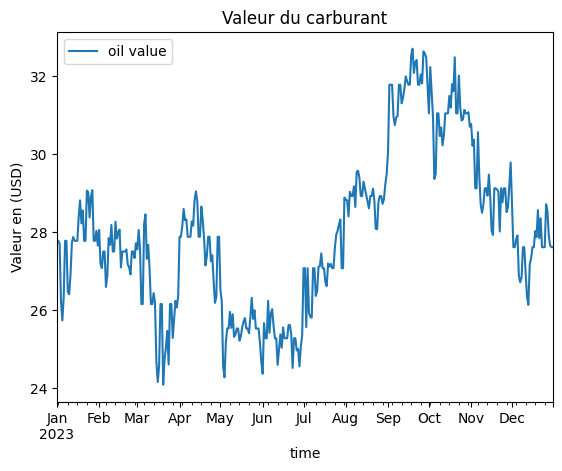 Valeur du carburant
oil value
Valeur en (USD)
32
30
28
26
24
Jan Feb Mar Apr May Jun Jul Aug Sep Oct Nov Dec
2023
time